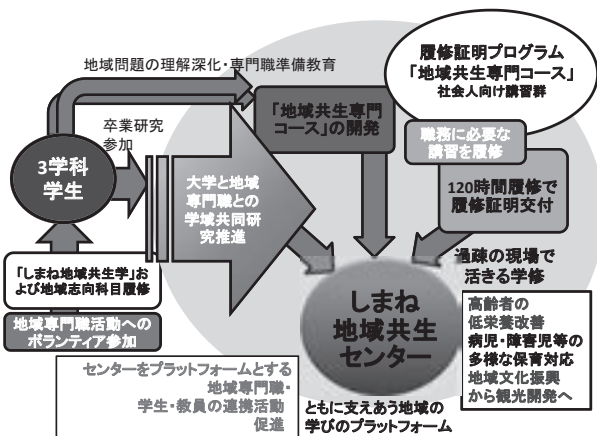 地域問題の理解深化・専門職準備教育
履修証明プログラム
「地域共生専門コース」
社会人向け講習群
卒業研究
参加
「地域共生専門
コース」の開発
職務に必要な
講習を履修
3学科
学生
大学と地域
専門職との
学域共同研
究推進
120時間履修で
履修証明交付
「しまね地域共生学」お
よび地域志向科目履修
地域専門職活動への
ボランティア参加
しまね
地域共生
センター
過疎の現場で
活きる学修
高齢者の
低栄養改善
病児・障害児等の
多様な保育対応
地域文化振興
から観光開発へ
センターをプラットフォームとする
地域専門職・
学生・教員の連携活動
促進
ともに支えあう地域の
学びのプラットフォーム